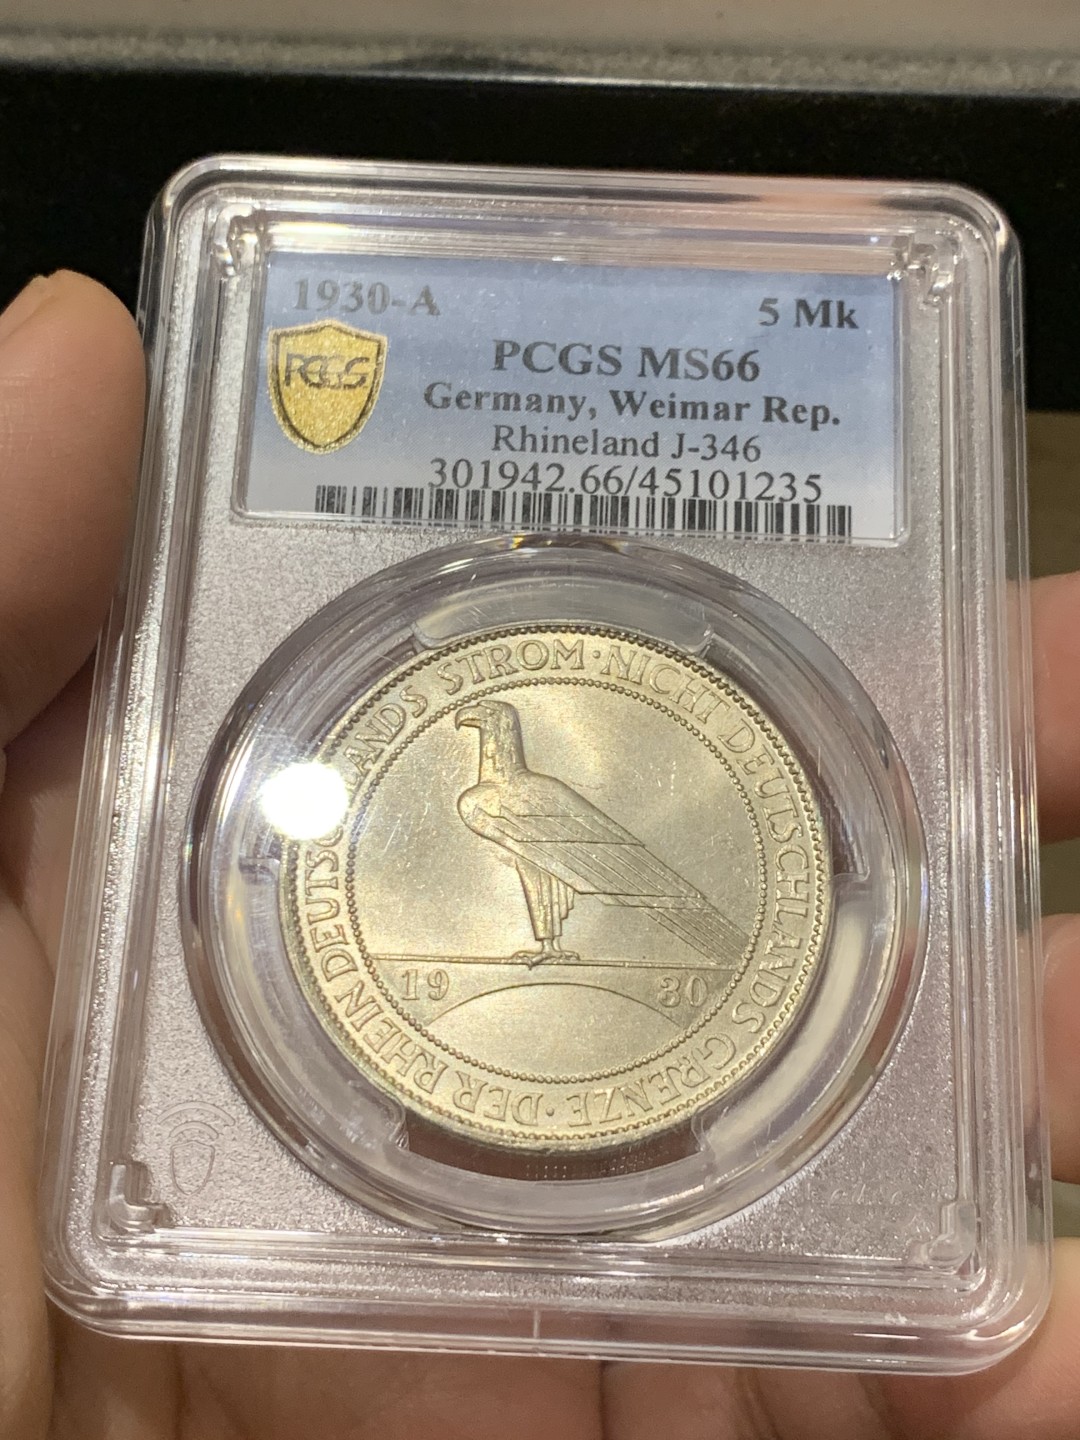 1930-A
5 Mk
PCGS
PCGS MS66
Germany, Weimar Rep.
Rhineland J-346
301942.66/45101235
DER RHEIN DEUTSCHLANDS STROM · NICHT DEUTSCHLANDS GRENZE ·
19 30